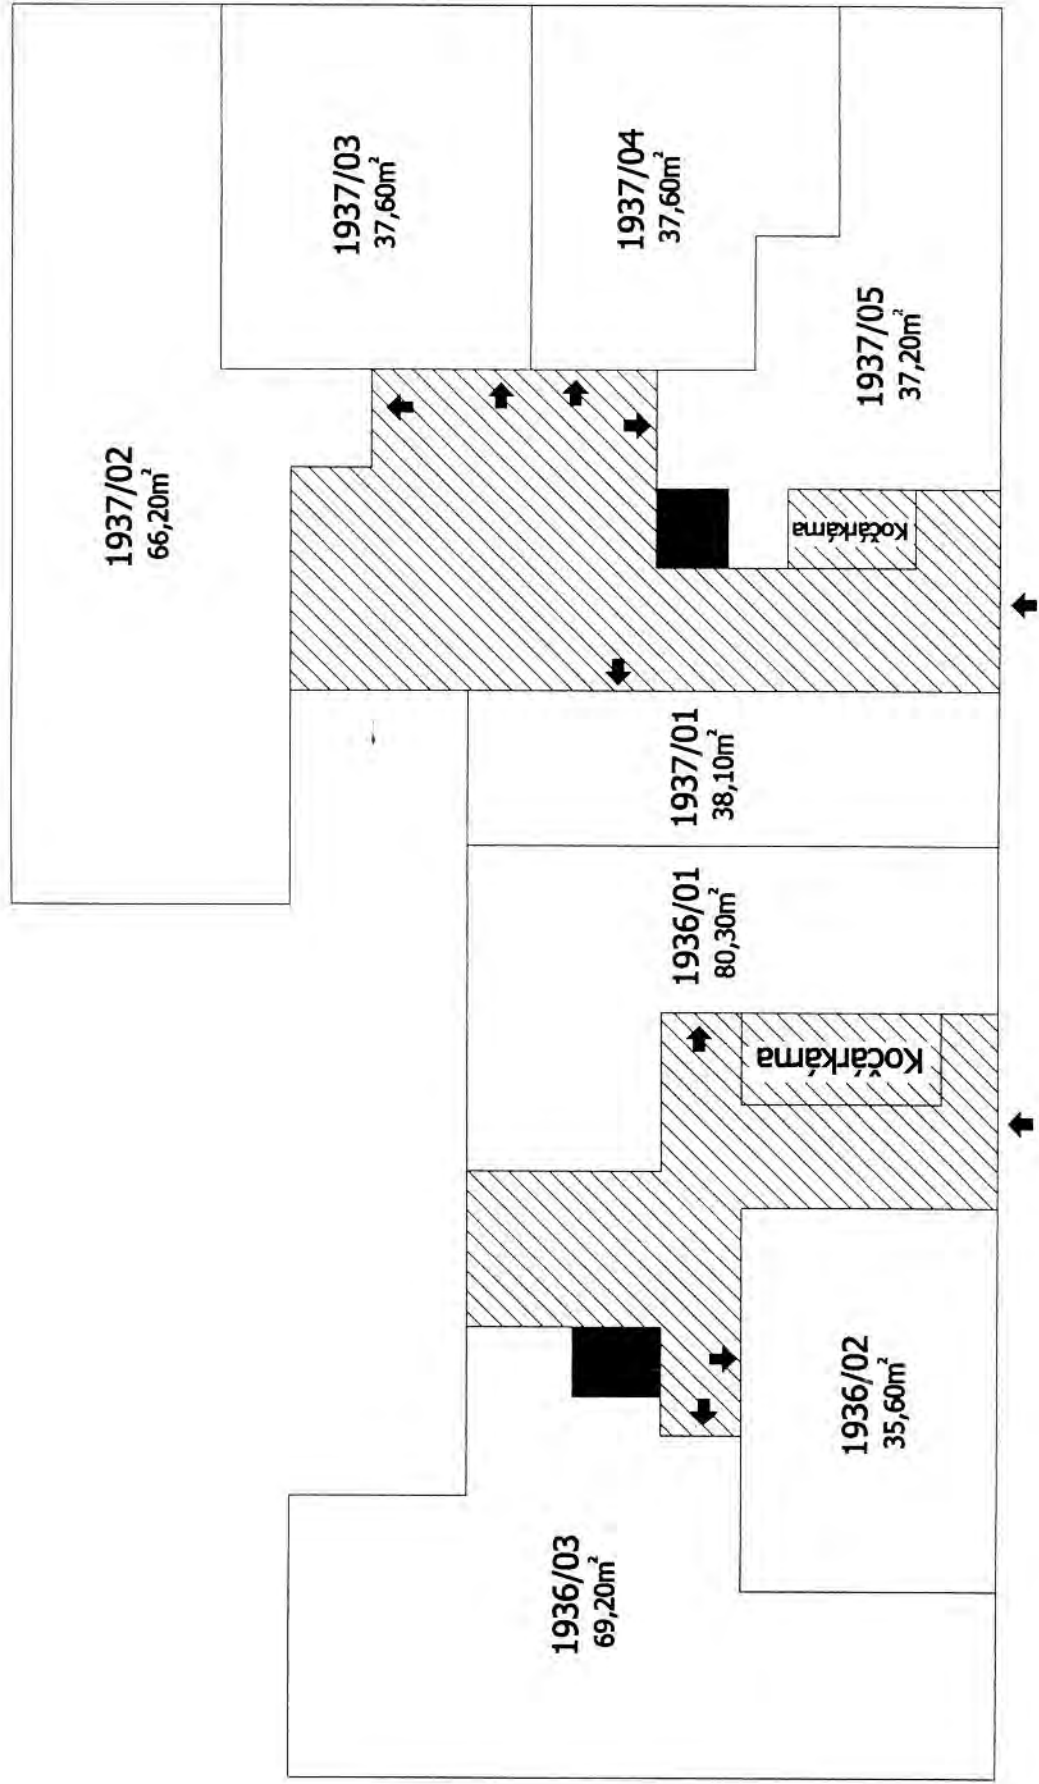 1937/02
66,20m²
1937/03
37,60m²
1937/04
37,60m²
1937/05
37,20m²
Kočárkárna
1937/01
38,10m²
1936/01
80,30m²
Kočárkárna
1936/02
35,60m²
1936/03
69,20m²